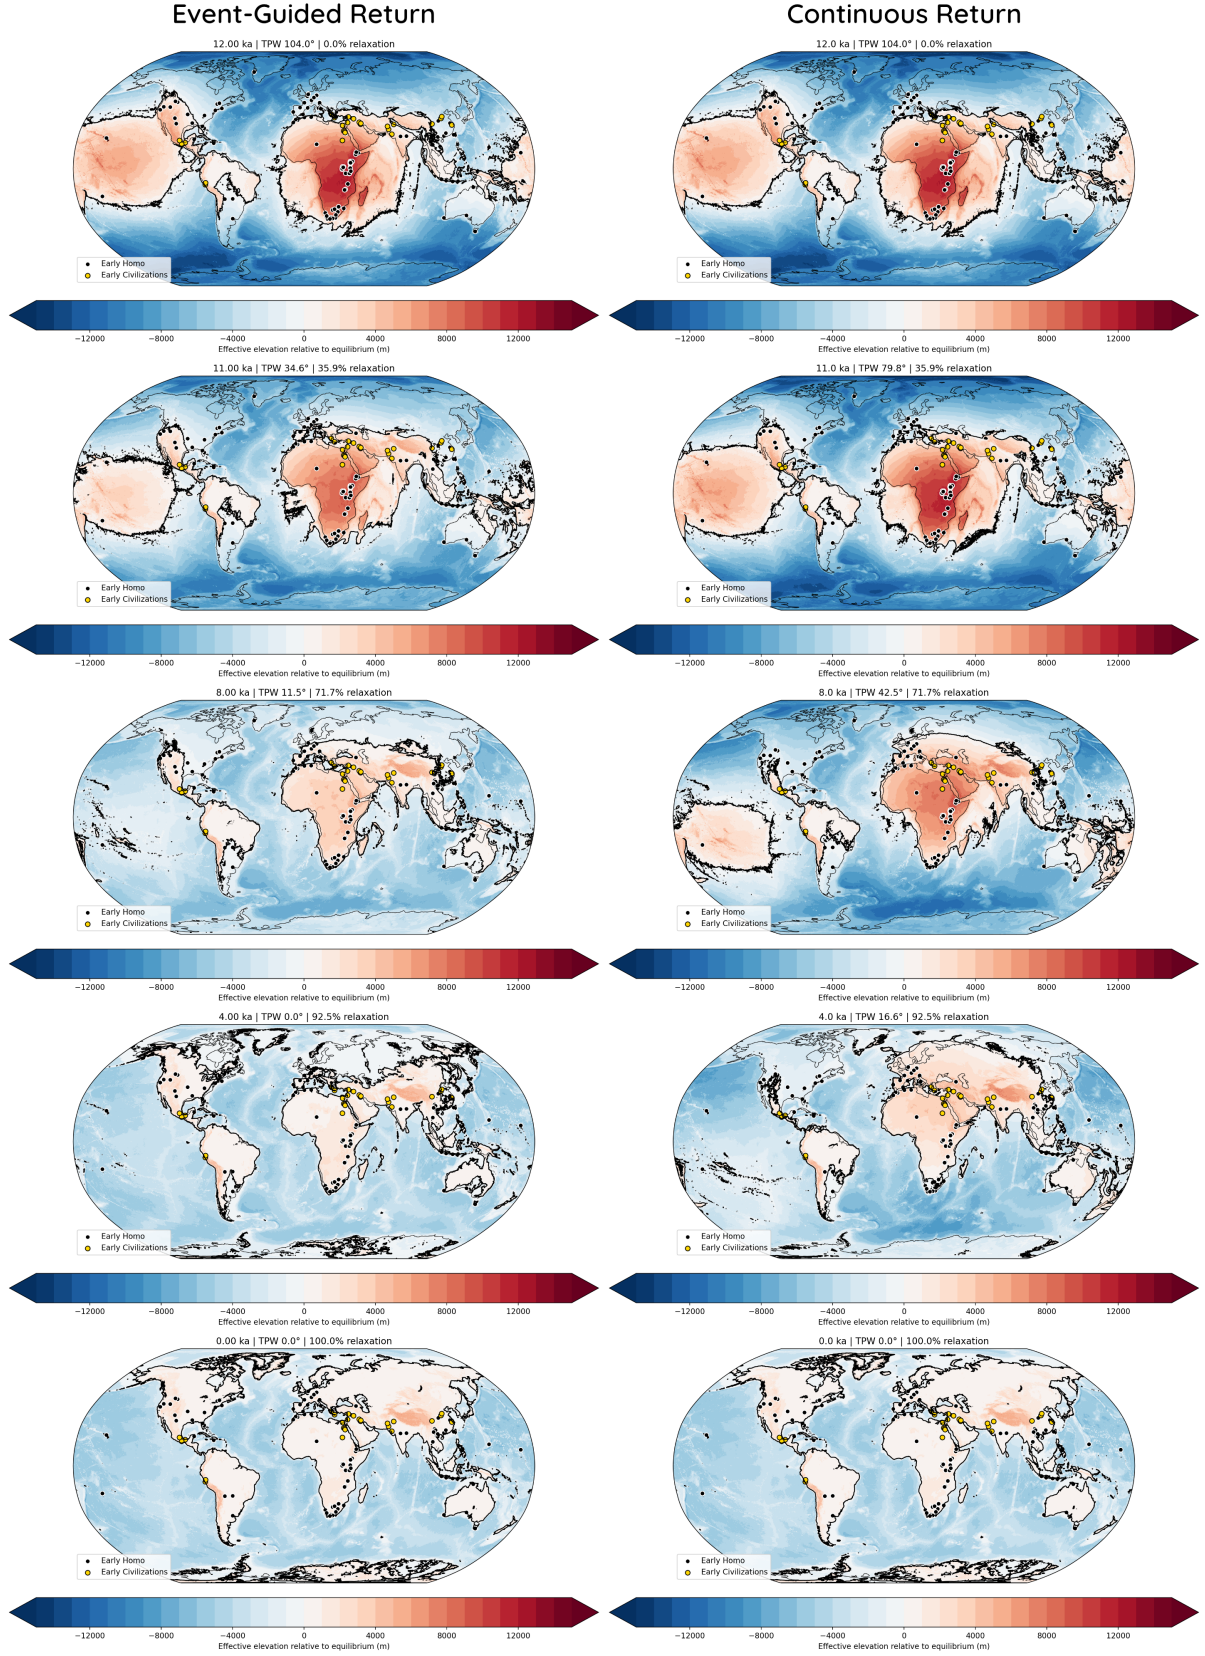 Event-Guided Return
Continuous Return
12.00 ka | TPW 104.0° | 0.0% relaxation
12.0 ka | TPW 104.0° | 0.0% relaxation
Early Homo
Early Civilizations
Early Homo
Early Civilizations
−12000 −8000 −4000 0 4000 8000 12000
Effective elevation relative to equilibrium (m)
−12000 −8000 −4000 0 4000 8000 12000
Effective elevation relative to equilibrium (m)
11.00 ka | TPW 34.6° | 35.9% relaxation
11.0 ka | TPW 79.8° | 35.9% relaxation
Early Homo
Early Civilizations
Early Homo
Early Civilizations
−12000 −8000 −4000 0 4000 8000 12000
Effective elevation relative to equilibrium (m)
−12000 −8000 −4000 0 4000 8000 12000
Effective elevation relative to equilibrium (m)
8.00 ka | TPW 11.5° | 71.7% relaxation
8.0 ka | TPW 42.5° | 71.7% relaxation
Early Homo
Early Civilizations
Early Homo
Early Civilizations
−12000 −8000 −4000 0 4000 8000 12000
Effective elevation relative to equilibrium (m)
−12000 −8000 −4000 0 4000 8000 12000
Effective elevation relative to equilibrium (m)
4.00 ka | TPW 0.0° | 92.5% relaxation
4.0 ka | TPW 16.6° | 92.5% relaxation
Early Homo
Early Civilizations
Early Homo
Early Civilizations
−12000 −8000 −4000 0 4000 8000 12000
Effective elevation relative to equilibrium (m)
−12000 −8000 −4000 0 4000 8000 12000
Effective elevation relative to equilibrium (m)
0.00 ka | TPW 0.0° | 100.0% relaxation
0.0 ka | TPW 0.0° | 100.0% relaxation
Early Homo
Early Civilizations
Early Homo
Early Civilizations
−12000 −8000 −4000 0 4000 8000 12000
Effective elevation relative to equilibrium (m)
−12000 −8000 −4000 0 4000 8000 12000
Effective elevation relative to equilibrium (m)